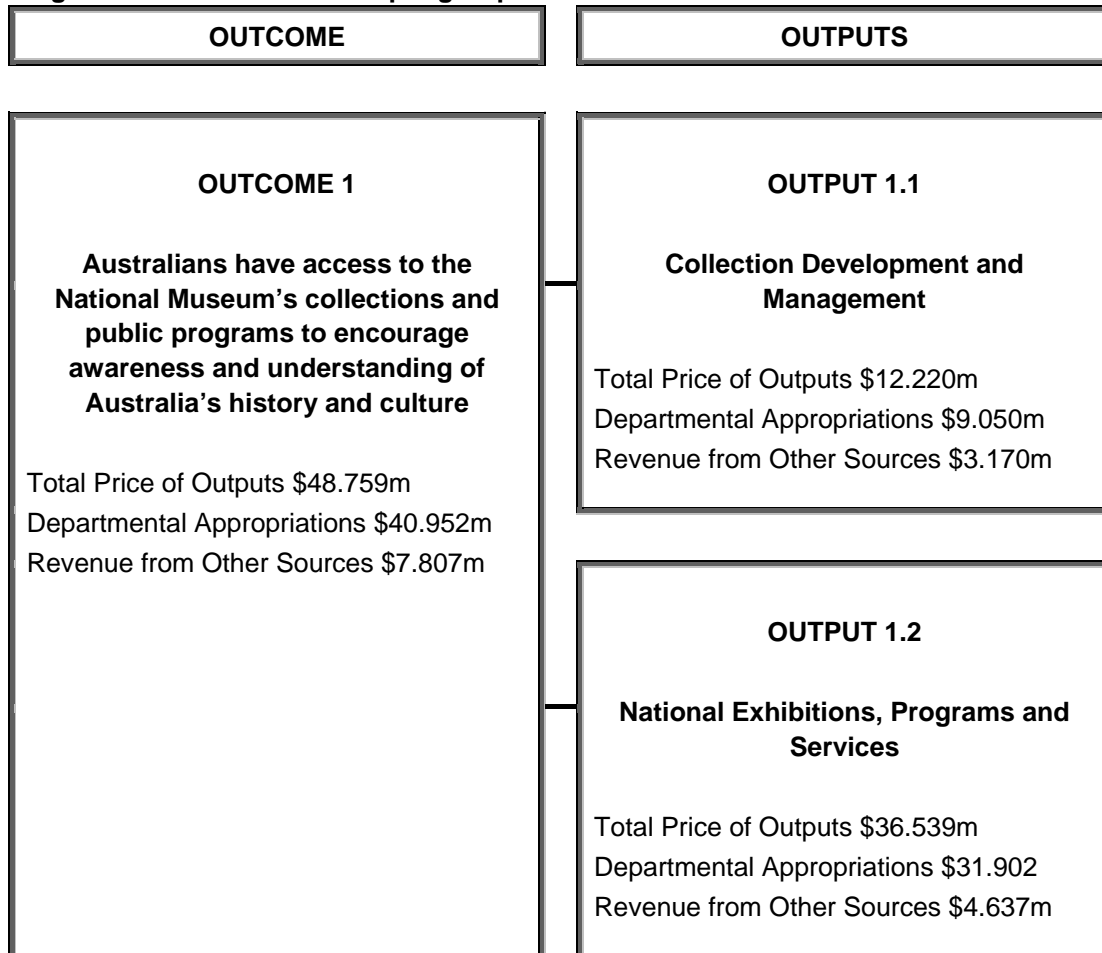 OUTCOME
OUTPUTS
OUTCOME 1
Australians have access to the
National Museum's collections and
public programs to encourage
awareness and understanding of
Australia's history and culture
Total Price of Outputs $48.759m
Departmental Appropriations $40.952m
Revenue from Other Sources $7.807m
OUTPUT 1.1
Collection Development and
Management
Total Price of Outputs $12.220m
Departmental Appropriations $9.050m
Revenue from Other Sources $3.170m
OUTPUT 1.2
National Exhibitions, Programs and
Services
Total Price of Outputs $36.539m
Departmental Appropriations $31.902
Revenue from Other Sources $4.637m